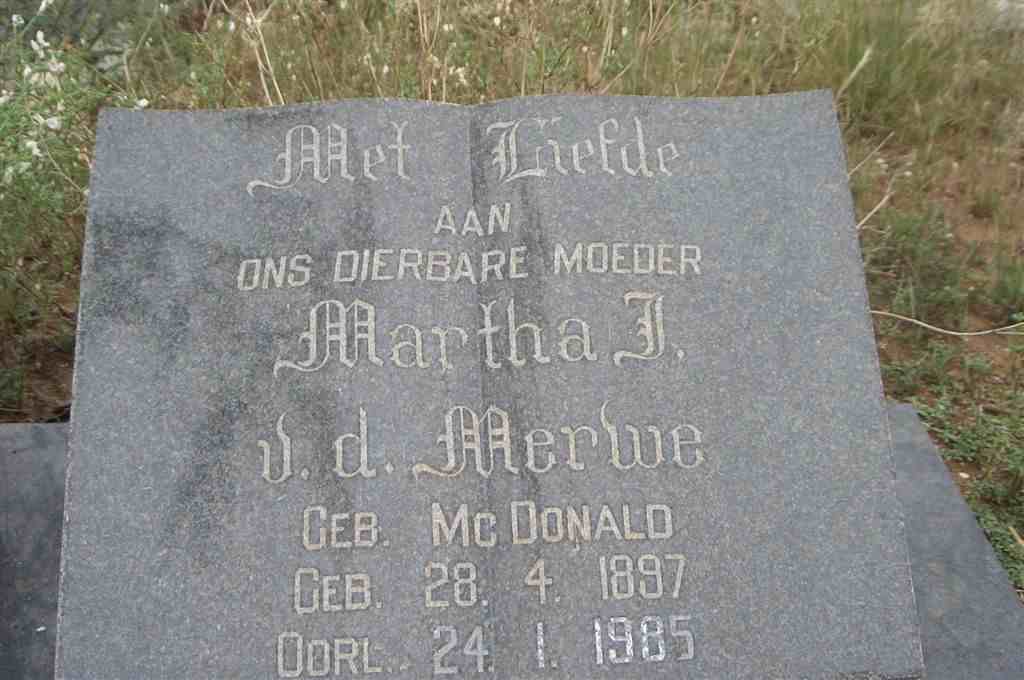 Met Liefde
AAN
ONS DIERBARE MOEDER
Martha J.
v. d. Merwe
GEB. McDONALD
GEB. 28. 4. 1897
OORL. 24. 1. 1985